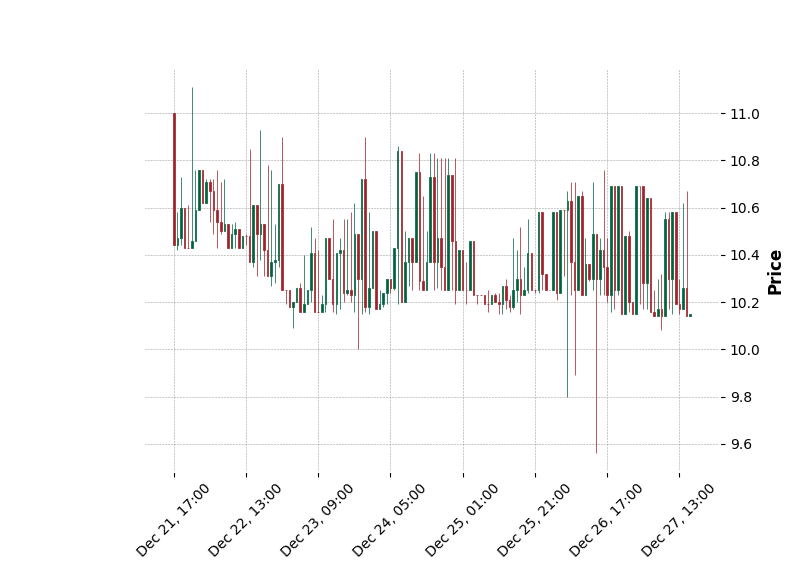 11.0
10.8
10.6
10.4
10.2
10.0
9.8
9.6
Price
Dec 21, 17:00
Dec 22, 13:00
Dec 23, 09:00
Dec 24, 05:00
Dec 25, 01:00
Dec 25, 21:00
Dec 26, 17:00
Dec 27, 13:00